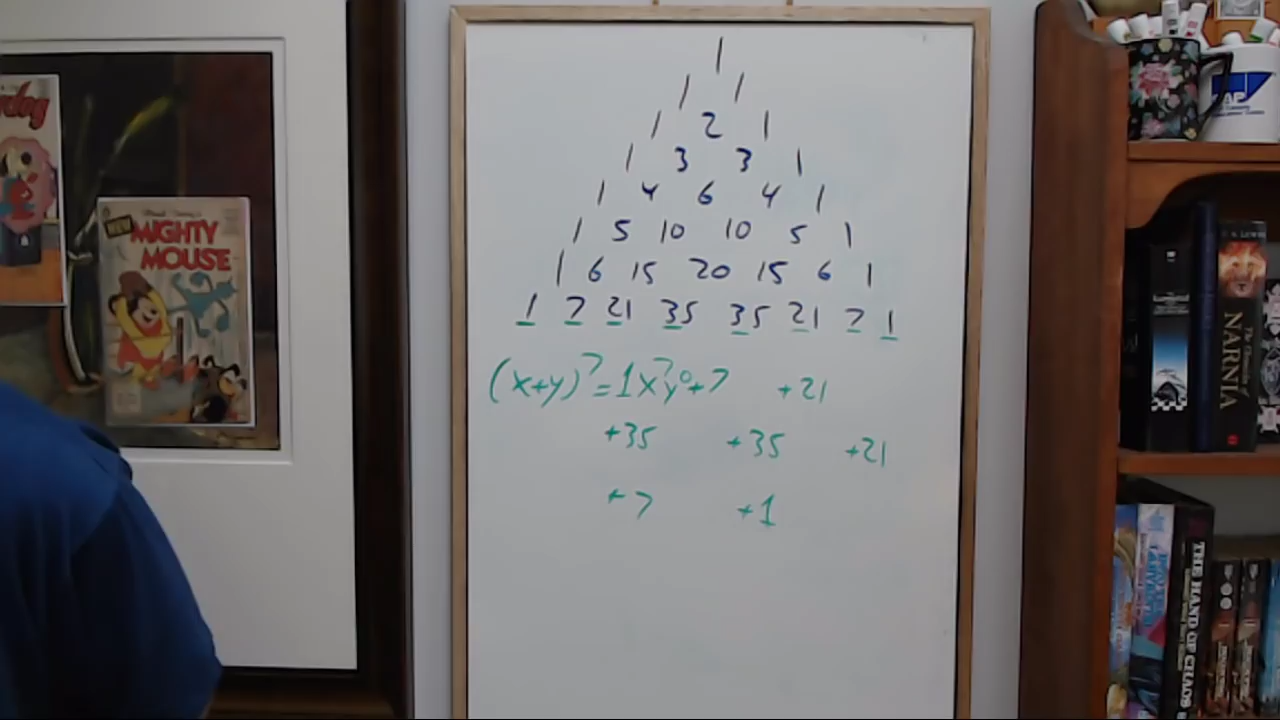 1
1 1
1 2 1
1 3 3 1
1 4 6 4 1
1 5 10 10 5 1
1 6 15 20 15 6 1
1 7 21 35 35 21 7 1
(x+y)⁷=1x⁷y⁰+7 +21
+35 +35 +21
+7 +1
NEW
MIGHTY
MOUSE
NARNIA
THE HAND OF CHAOS